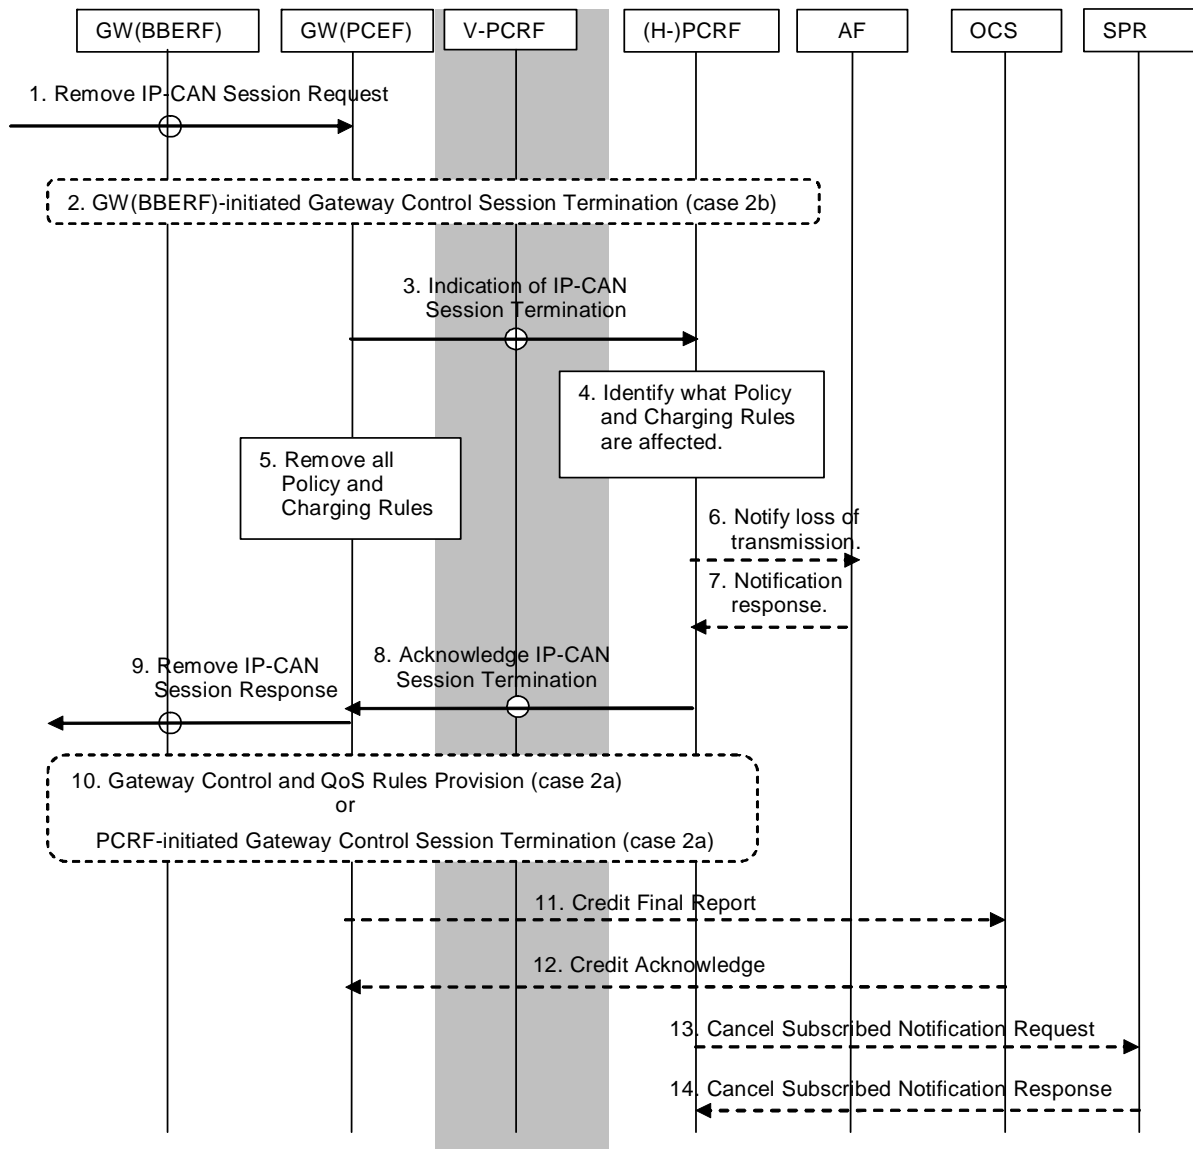 GW(BBERF)
GW(PCEF)
V-PCRF
(H-)PCRF
AF
OCS
SPR
1. Remove IP-CAN Session Request
2. GW(BBERF)-initiated Gateway Control Session Termination (case 2b)
3. Indication of IP-CAN
Session Termination
4. Identify what Policy
and Charging Rules
are affected.
5. Remove all
Policy and
Charging Rules
6. Notify loss of
transmission.
7. Notification
response.
8. Acknowledge IP-CAN
Session Termination
9. Remove IP-CAN
Session Response
10. Gateway Control and QoS Rules Provision (case 2a)
or
PCRF-initiated Gateway Control Session Termination (case 2a)
11. Credit Final Report
12. Credit Acknowledge
13. Cancel Subscribed Notification Request
14. Cancel Subscribed Notification Response